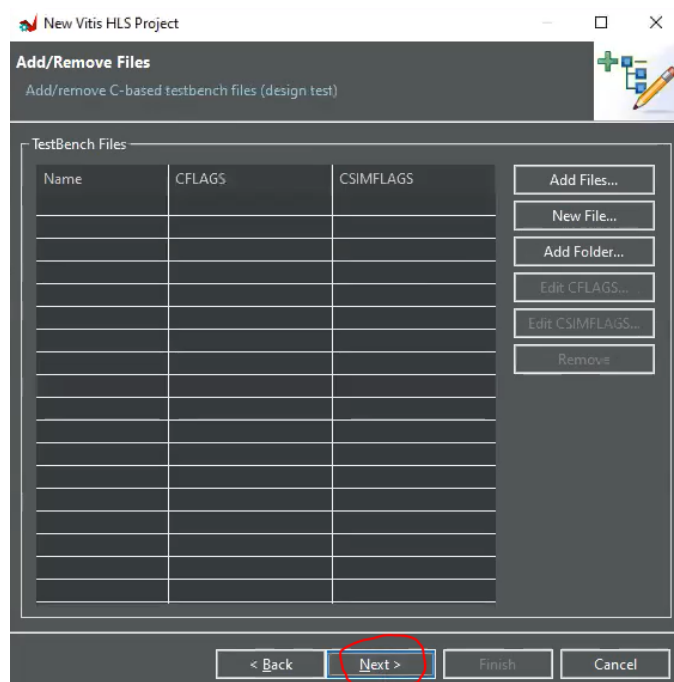 New Vitis HLS Project
Add/Remove Files
Add/remove C-based testbench files (design test)
TestBench Files
Name CFLAGS CSIMFLAGS
Add Files...
New File...
Add Folder...
Edit CFLAGS...
Edit CSIMFLAGS...
Remove
< Back Next > Finish Cancel